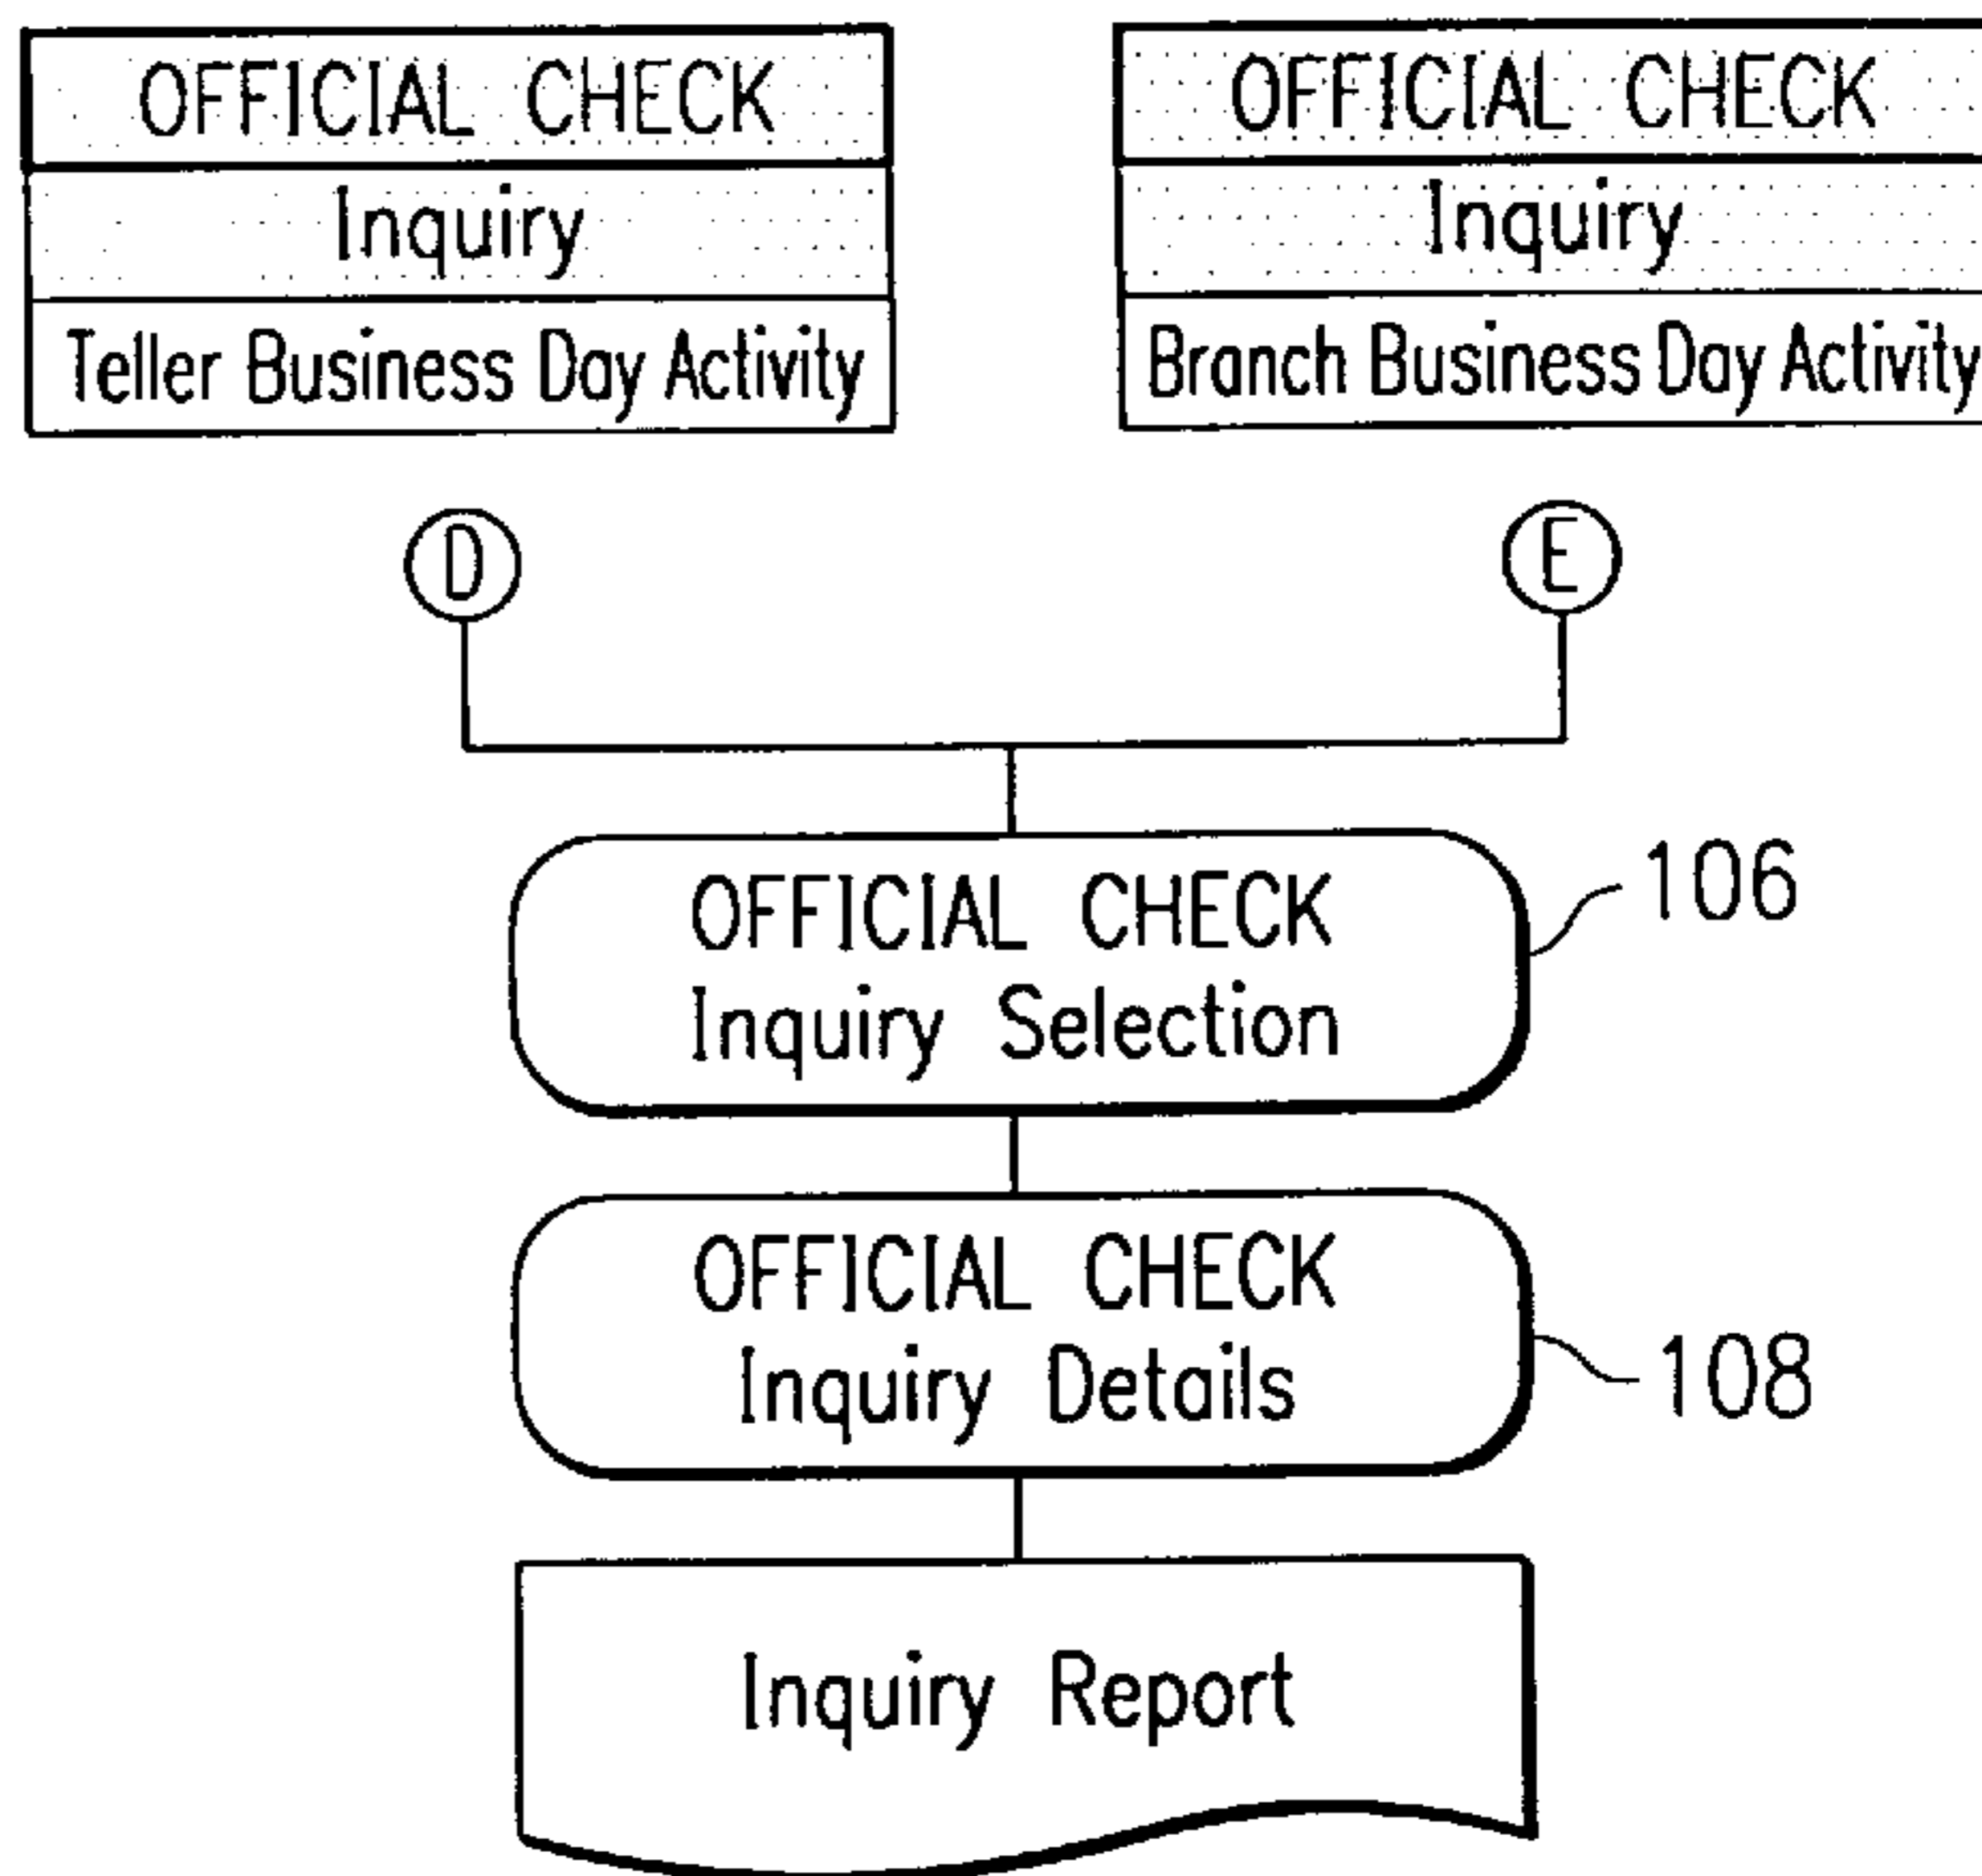 OFFICIAL CHECK
Inquiry
Teller Business Day Activity
OFFICIAL CHECK
Inquiry
Branch Business Day Activity
D
E
OFFICIAL CHECK
Inquiry Selection
106
OFFICIAL CHECK
Inquiry Details
108
Inquiry Report